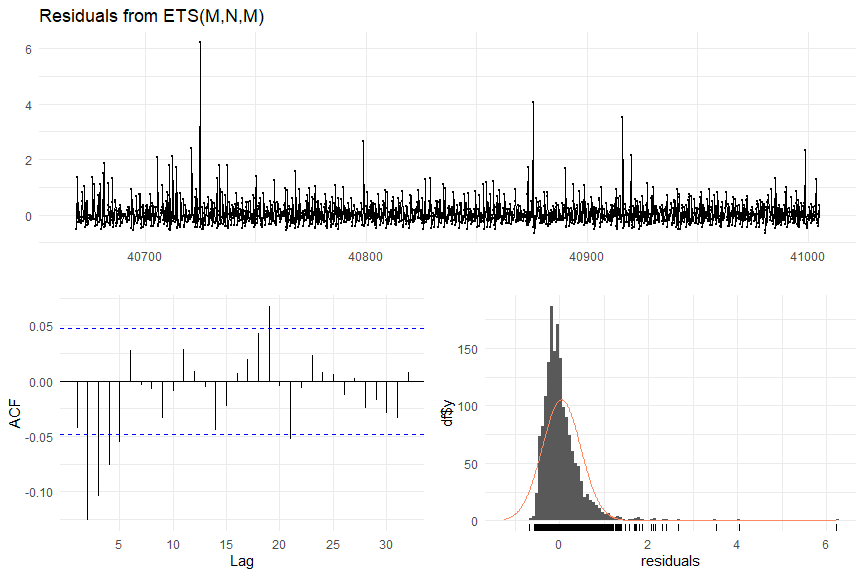 Residuals from ETS(M,N,M)
6
4
2
0
40700 40800 40900 41000
ACF
0.05
0.00
-0.05
-0.10
5 10 15 20 25 30
Lag
df$y
150
100
50
0
0 2 4 6
residuals